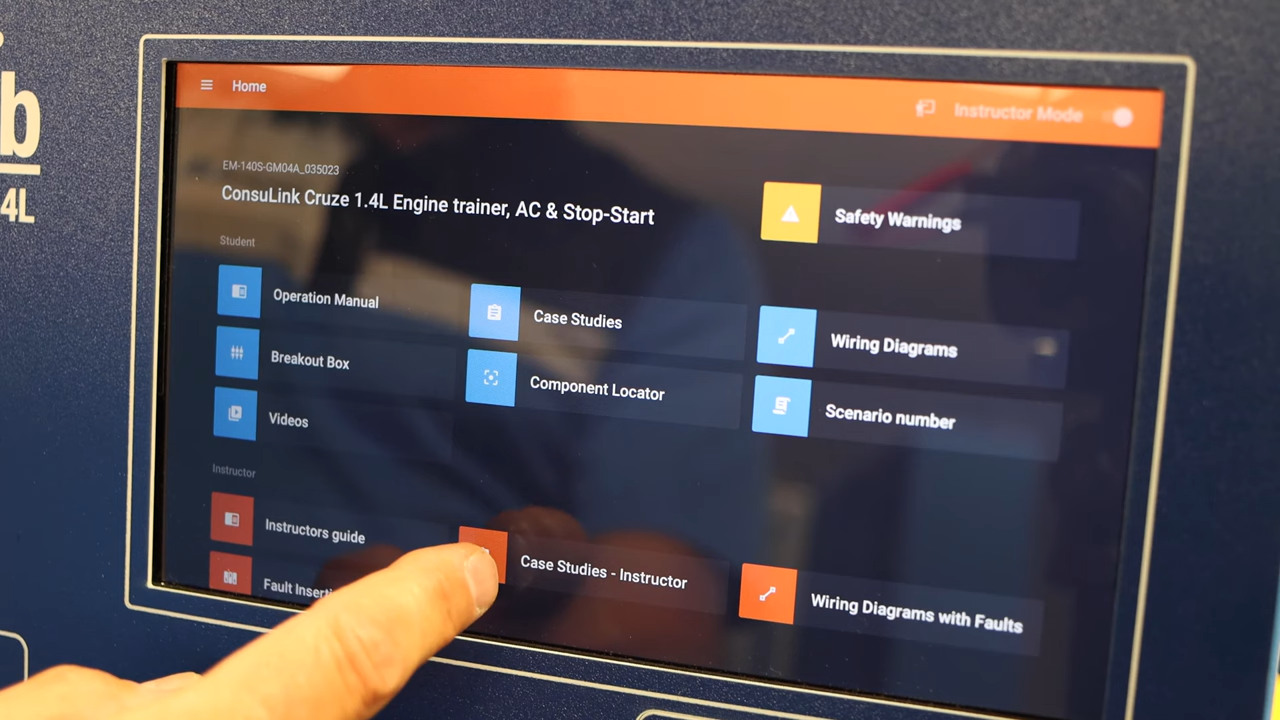 b
4L
Home
Instructor Mode
EM-140S-GM04A_035023
ConsuLink Cruze 1.4L Engine trainer, AC & Stop-Start
Safety Warnings
Student
Operation Manual
Case Studies
Wiring Diagrams
Breakout Box
Component Locator
Scenario number
Videos
Instructor
Instructors guide
Case Studies - Instructor
Wiring Diagrams with Faults
Fault Inserti